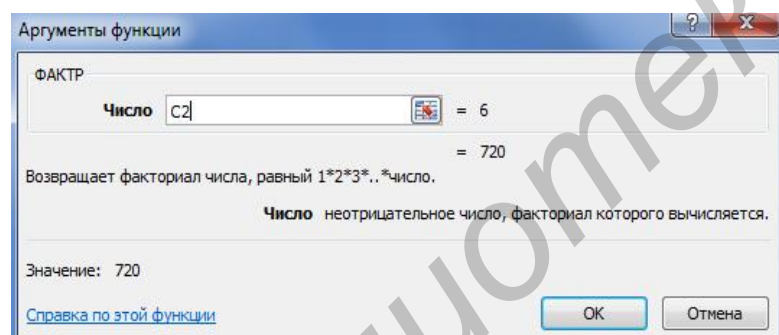 Аргументы функции
ФАКТР
Число C2 = 6
= 720
Возвращает факториал числа, равный 1*2*3*..*число.
Число неотрицательное число, факториал которого вычисляется.
Значение: 720
Справка по этой функции
ОК Отмена